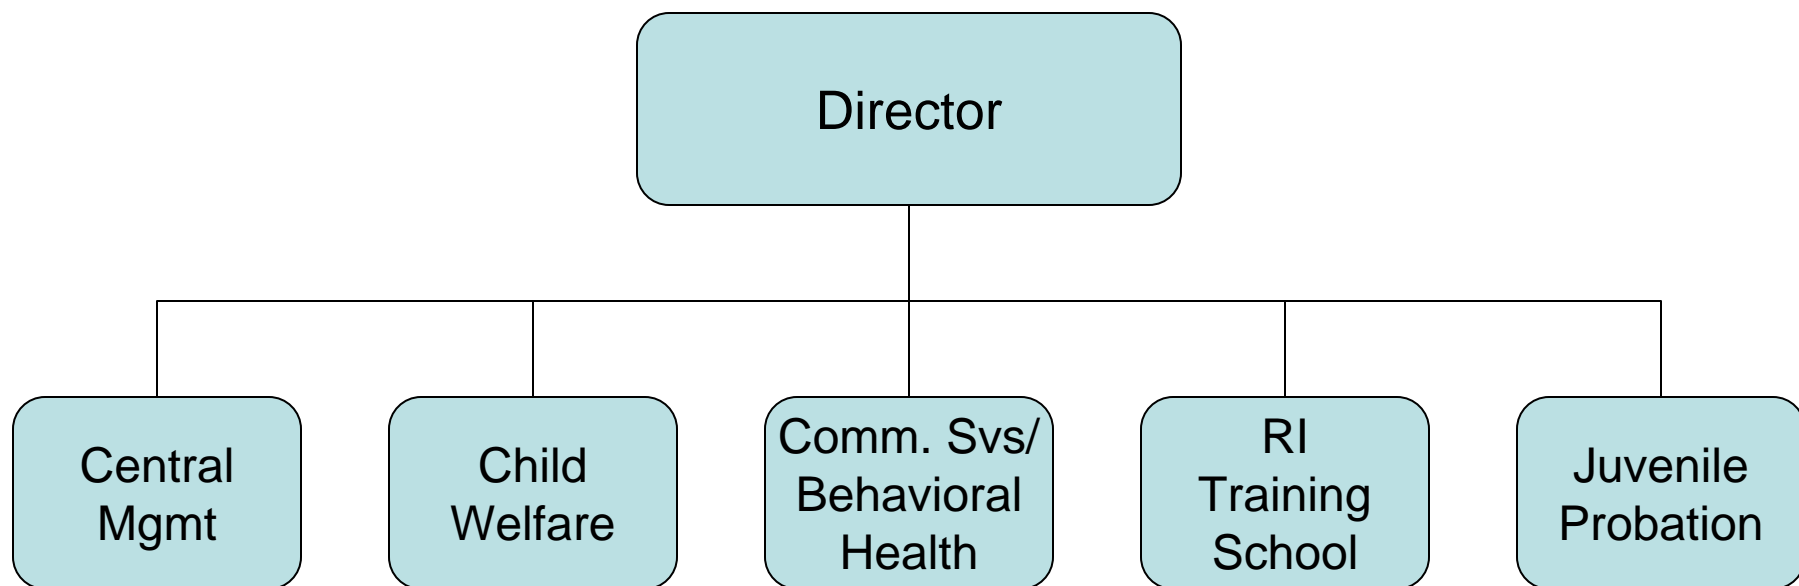 Director
Central
Mgmt
Child
Welfare
Comm. Svs/
Behavioral
Health
RI
Training
School
Juvenile
Probation